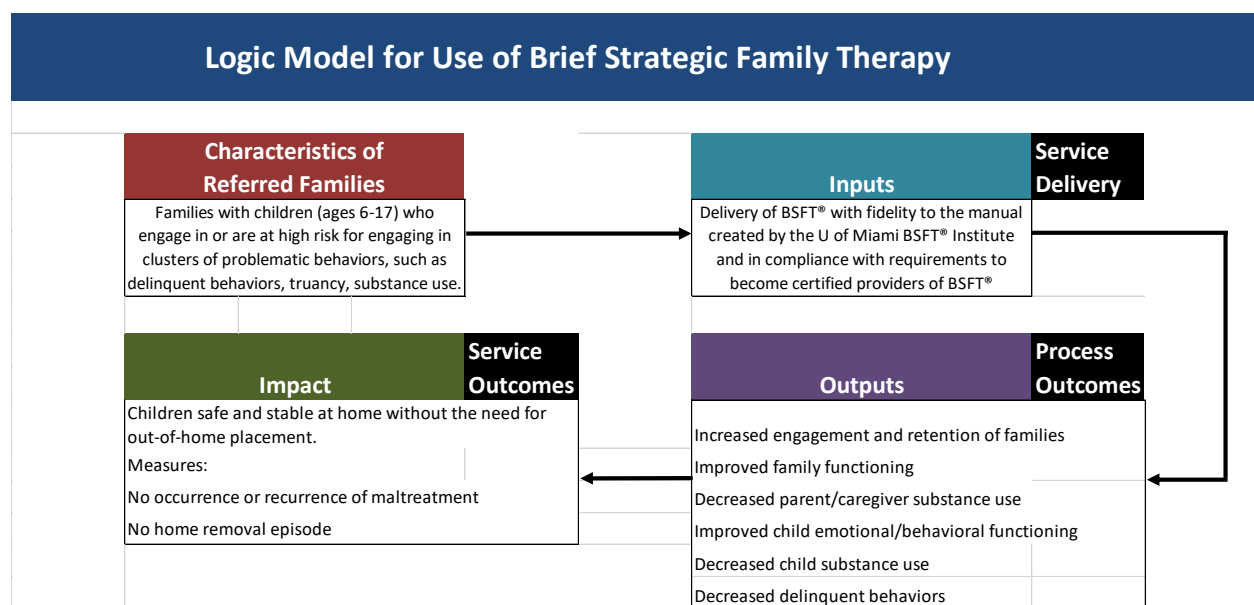 Logic Model for Use of Brief Strategic Family Therapy
Characteristics of
Referred Families
Families with children (ages 6-17) who
engage in or are at high risk for engaging in
clusters of problematic behaviors, such as
delinquent behaviors, truancy, substance use.
Inputs
Service
Delivery
Delivery of BSFT® with fidelity to the manual
created by the U of Miami BSFT® Institute
and in compliance with requirements to
become certified providers of BSFT®
Impact
Service
Outcomes
Children safe and stable at home without the need for
out-of-home placement.
Measures:
No occurrence or recurrence of maltreatment
No home removal episode
Outputs
Process
Outcomes
Increased engagement and retention of families
Improved family functioning
Decreased parent/caregiver substance use
Improved child emotional/behavioral functioning
Decreased child substance use
Decreased delinquent behaviors